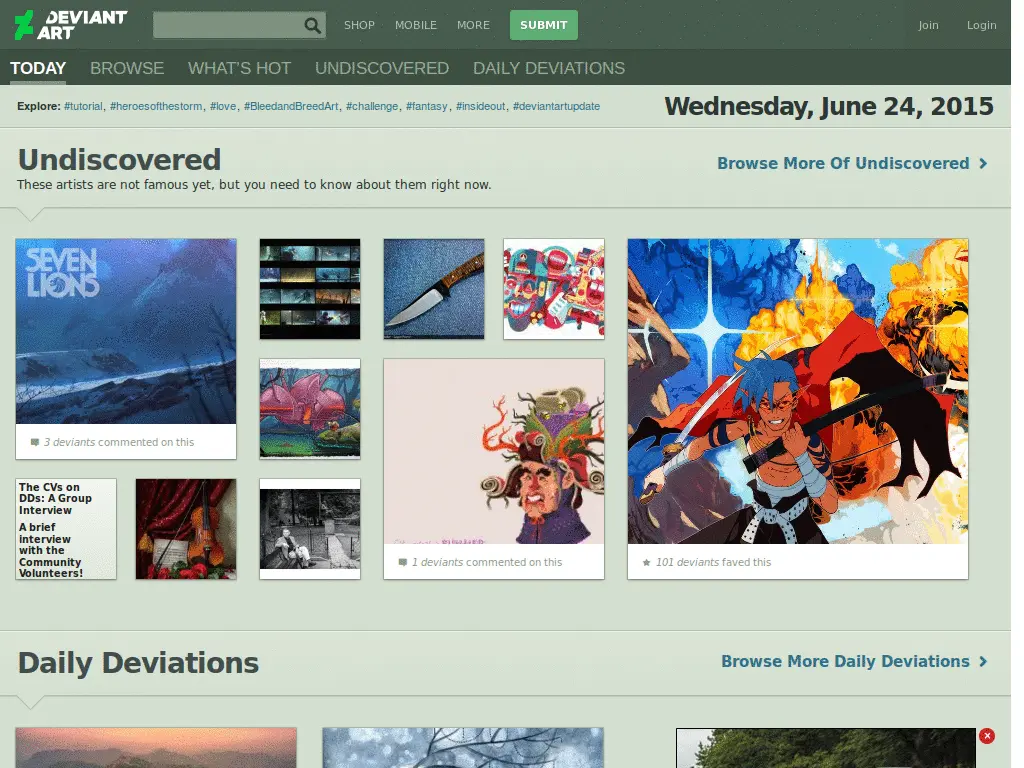 DEVIANT
ART
SHOP MOBILE MORE SUBMIT Join Login
TODAY BROWSE WHAT'S HOT UNDISCOVERED DAILY DEVIATIONS
Explore: #tutorial, #heroesofthestorm, #love, #BleedandBreedArt, #challenge, #fantasy, #insideout, #deviantartupdate
Wednesday, June 24, 2015
Undiscovered
These artists are not famous yet, but you need to know about them right now.
Browse More Of Undiscovered
SEVEN
LIONS
3 deviants commented on this
The CVs on
DDs: A Group
Interview
A brief
interview
with the
Community
Volunteers!
SUMMER
1 deviants commented on this
101 deviants faved this
Daily Deviations
Browse More Daily Deviations